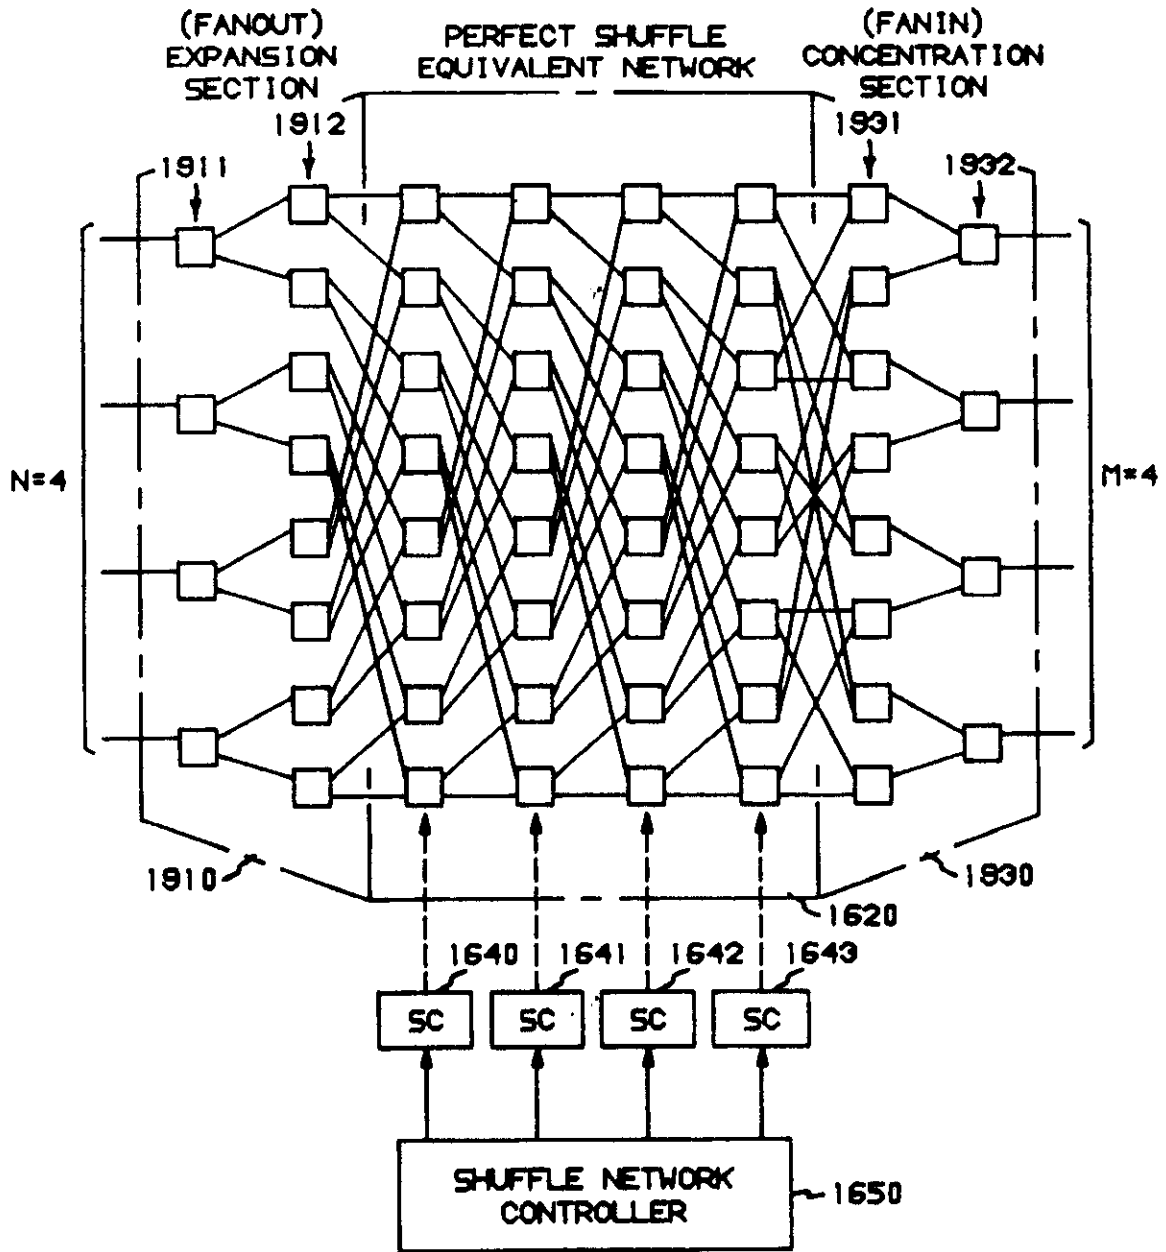 (FANOUT)
EXPANSION
SECTION
PERFECT SHUFFLE
EQUIVALENT NETWORK
(FANIN)
CONCENTRATION
SECTION
1911
1912
1931
1932
N=4
M=4
1910
1930
1620
1640
1641
1642
1643
SC
SC
SC
SC
SHUFFLE NETWORK
CONTROLLER
1650